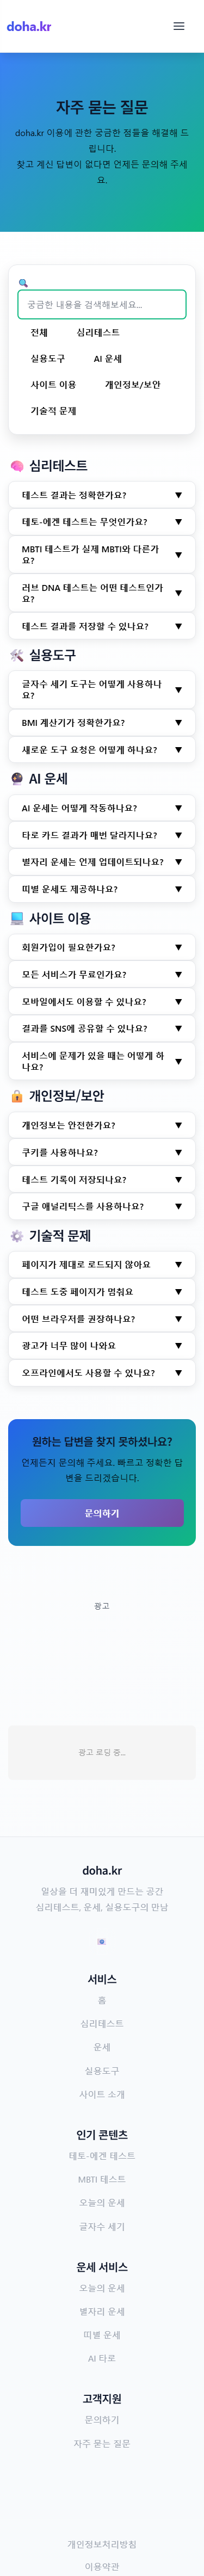 doha.kr
자주 묻는 질문
doha.kr 이용에 관한 궁금한 점들을 해결해 드
립니다.
찾고 계신 답변이 없다면 언제든 문의해 주세
요.
궁금한 내용을 검색해보세요...
전체 심리테스트
실용도구 AI 운세
사이트 이용 개인정보/보안
기술적 문제
심리테스트
테스트 결과는 정확한가요? ▼
테토-에겐 테스트는 무엇인가요? ▼
MBTI 테스트가 실제 MBTI와 다른가
요? ▼
러브 DNA 테스트는 어떤 테스트인가
요? ▼
테스트 결과를 저장할 수 있나요? ▼
실용도구
글자수 세기 도구는 어떻게 사용하나
요? ▼
BMI 계산기가 정확한가요? ▼
새로운 도구 요청은 어떻게 하나요? ▼
AI 운세
AI 운세는 어떻게 작동하나요? ▼
타로 카드 결과가 매번 달라지나요? ▼
별자리 운세는 언제 업데이트되나요? ▼
띠별 운세도 제공하나요? ▼
사이트 이용
회원가입이 필요한가요? ▼
모든 서비스가 무료인가요? ▼
모바일에서도 이용할 수 있나요? ▼
결과를 SNS에 공유할 수 있나요? ▼
서비스에 문제가 있을 때는 어떻게 하
나요? ▼
개인정보/보안
개인정보는 안전한가요? ▼
쿠키를 사용하나요? ▼
테스트 기록이 저장되나요? ▼
구글 애널리틱스를 사용하나요? ▼
기술적 문제
페이지가 제대로 로드되지 않아요 ▼
테스트 도중 페이지가 멈춰요 ▼
어떤 브라우저를 권장하나요? ▼
광고가 너무 많이 나와요 ▼
오프라인에서도 사용할 수 있나요? ▼
원하는 답변을 찾지 못하셨나요?
언제든지 문의해 주세요. 빠르고 정확한 답
변을 드리겠습니다.
문의하기
광고
광고 로딩 중...
doha.kr
일상을 더 재미있게 만드는 공간
심리테스트, 운세, 실용도구의 만남
서비스
홈
심리테스트
운세
실용도구
사이트 소개
인기 콘텐츠
테토-에겐 테스트
MBTI 테스트
오늘의 운세
글자수 세기
운세 서비스
오늘의 운세
별자리 운세
띠별 운세
AI 타로
고객지원
문의하기
자주 묻는 질문
개인정보처리방침
이용약관